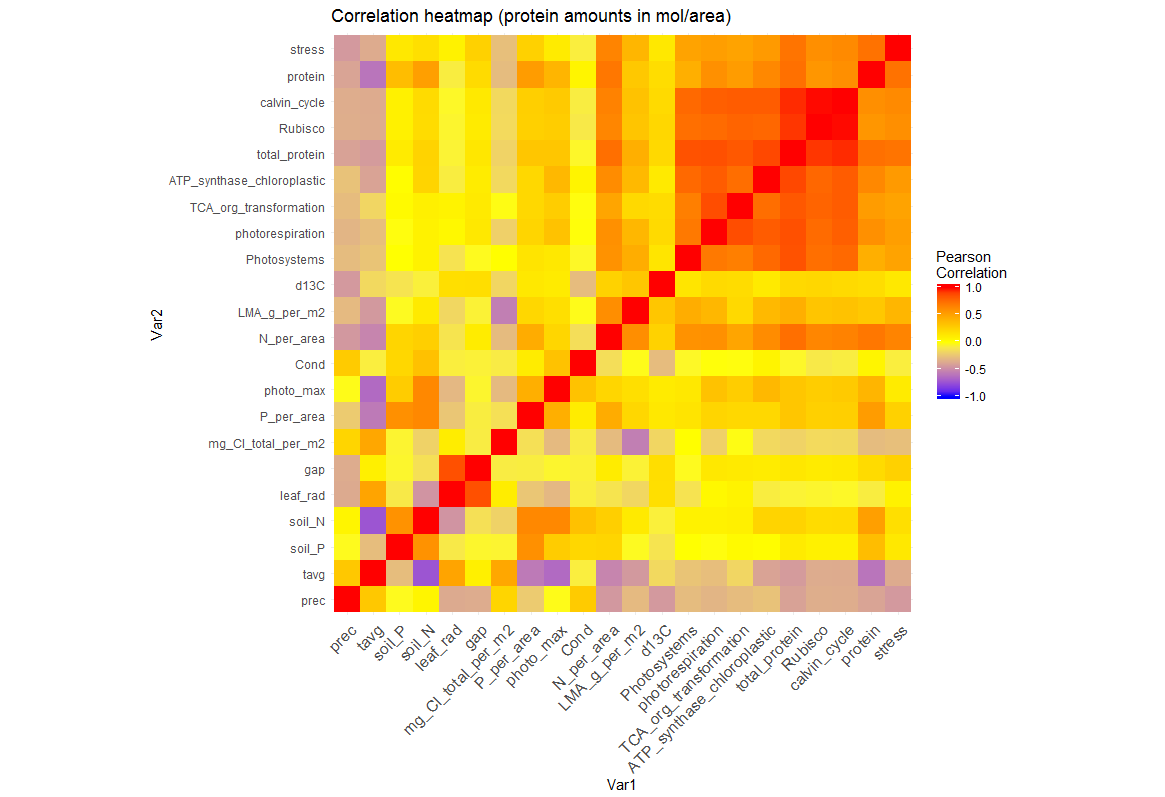 Correlation heatmap (protein amounts in mol/area)
stress
protein
calvin_cycle
Rubisco
total_protein
ATP_synthase_chloroplastic
TCA_org_transformation
photorespiration
Photosystems
d13C
LMA_g_per_m2
N_per_area
Cond
photo_max
P_per_area
mg_Cl_total_per_m2
gap
leaf_rad
soil_N
soil_P
tavg
prec
Var2
prec
tavg
soil_P
soil_N
leaf_rad
gap
mg_Cl_total_per_m2
P_per_area
photo_max
Cond
N_per_area
LMA_g_per_m2
d13C
Photosystems
photorespiration
TCA_org_transformation
ATP_synthase_chloroplastic
total_protein
Rubisco
calvin_cycle
protein
stress
Var1
Pearson
Correlation
1.0
0.5
0.0
-0.5
-1.0